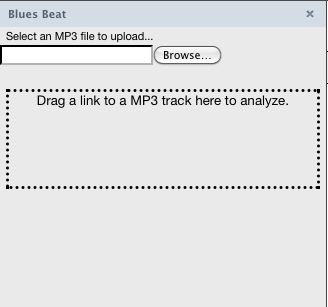 Blues Beat
Select an MP3 file to upload...
Browse...
Drag a link to a MP3 track here to analyze.